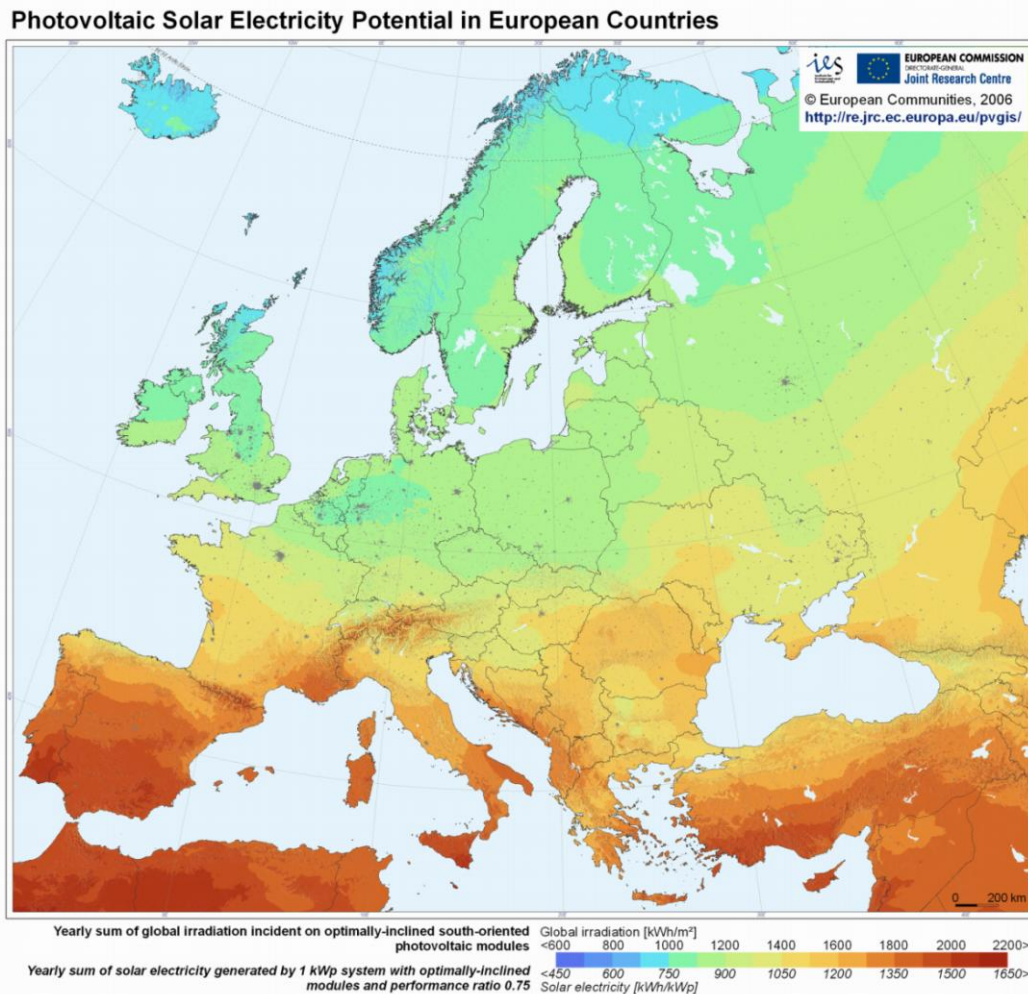 Photovoltaic Solar Electricity Potential in European Countries
ies
EUROPEAN COMMISSION
DIRECTORATE-GENERAL
Joint Research Centre
© European Communities, 2006
http://re.jrc.ec.europa.eu/pvgis/
0 200 km
Yearly sum of global irradiation incident on optimally-inclined south-oriented
photovoltaic modules
Yearly sum of solar electricity generated by 1 kWp system with optimally-inclined
modules and performance ratio 0.75
Global irradiation [kWh/m²]
<600 800 1000 1200 1400 1600 1800 2000 2200>
<450 600 750 900 1050 1200 1350 1500 1650>
Solar electricity [kWh/kWp]